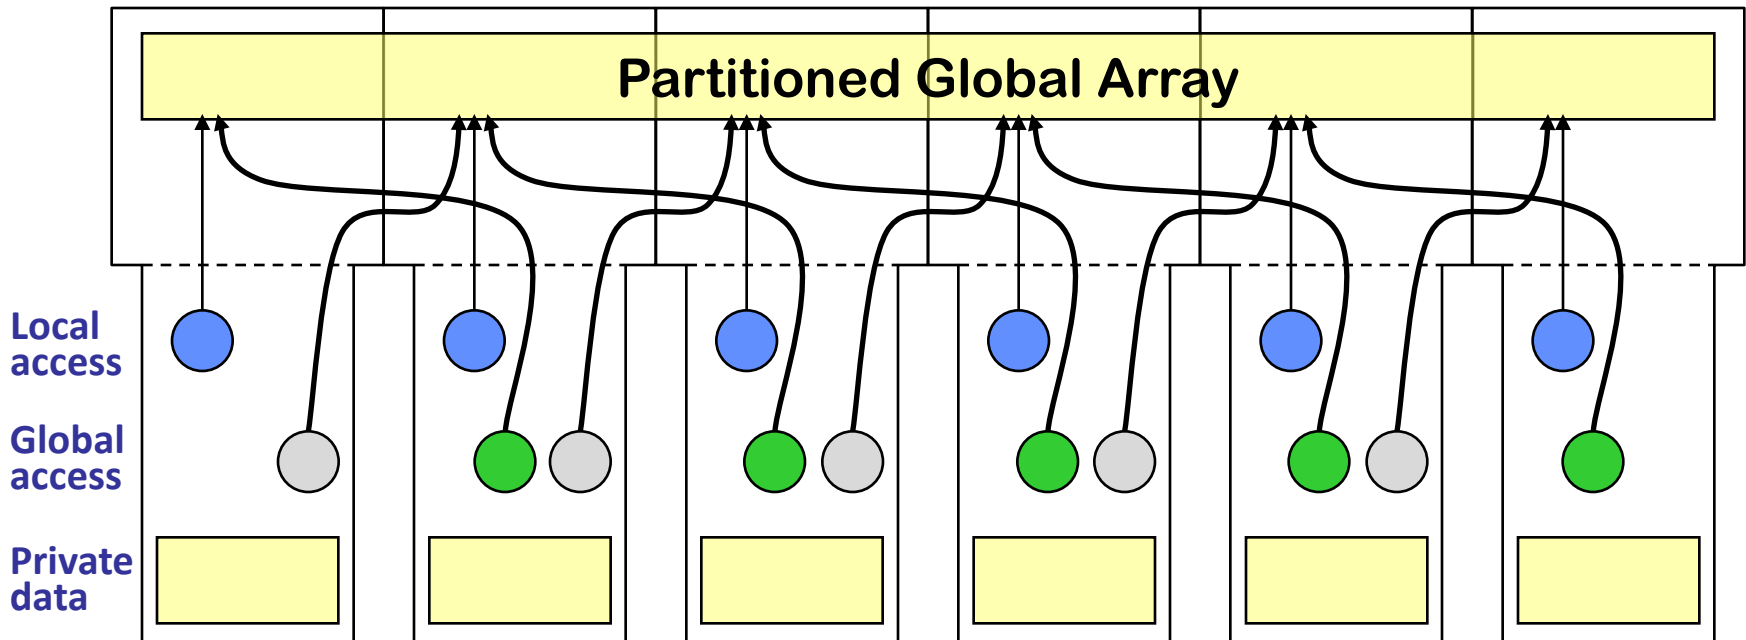 Partitioned Global Array
Local
access
Global
access
Private
data